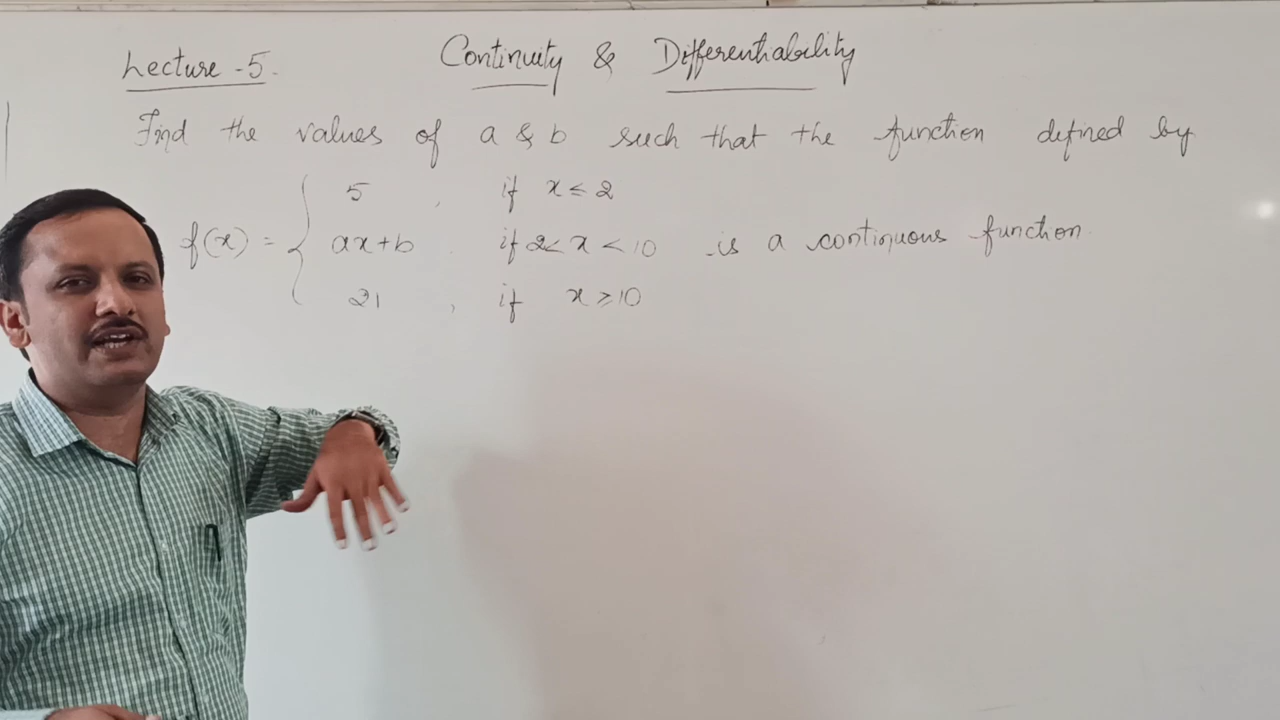 Lecture - 5. Continuity & Differentiability
Find the values of a & b such that the function defined by
5 , if x ≤ 2
f(x) = { ax + b . if 2 < x < 10 is a continuous function.
21 , if x ≥ 10